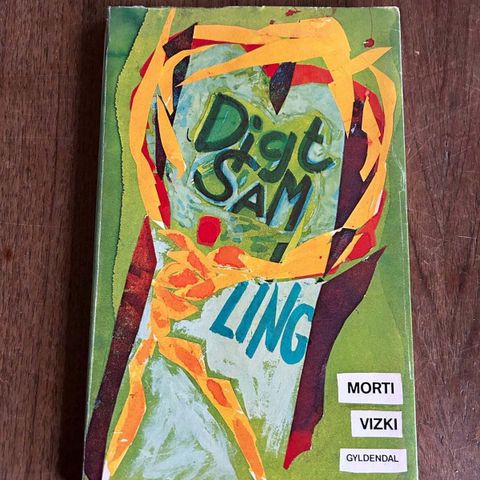 Digt
SAM
LING
MORTI
VIZKI
GYLDENDAL